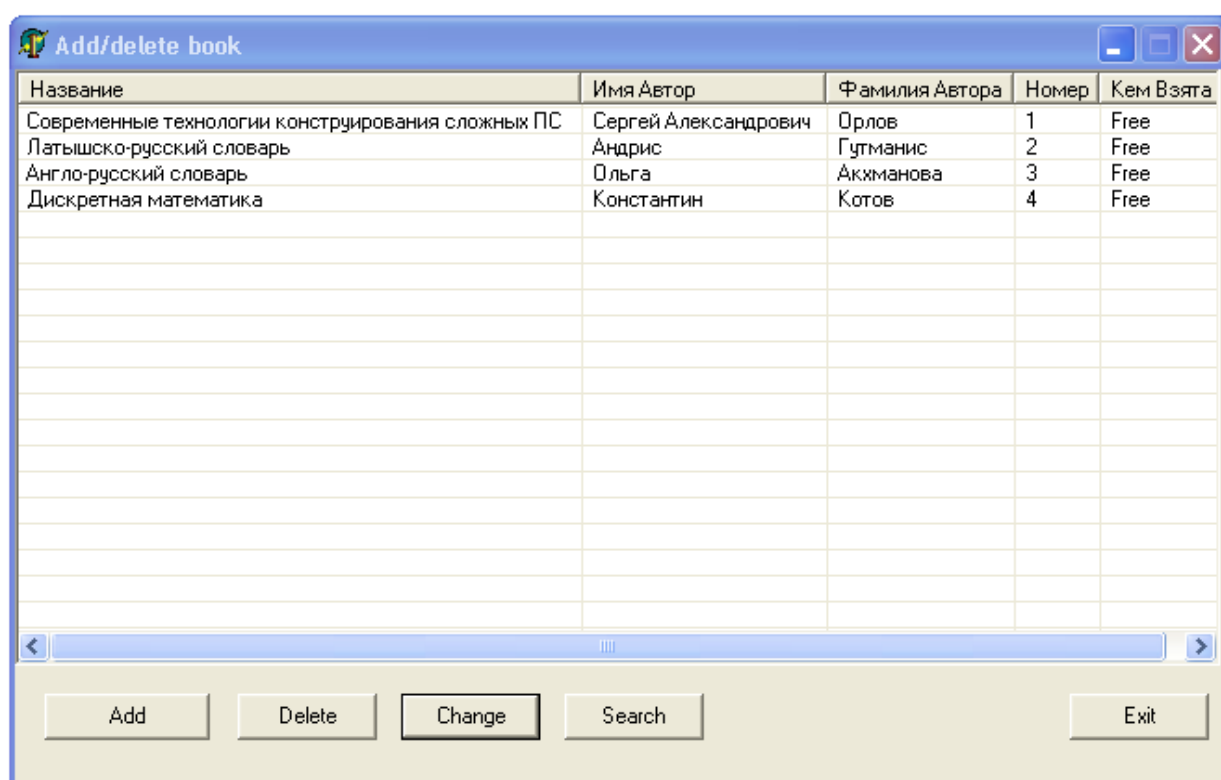 Add/delete book
Название Имя Автор Фамилия Автора Номер Кем Взята
Современные технологии конструирования сложных ПС Сергей Александрович Орлов 1 Free
Латышско-русский словарь Андрис Гутманис 2 Free
Англо-русский словарь Ольга Акхманова 3 Free
Дискретная математика Константин Котов 4 Free
Add Delete Change Search Exit